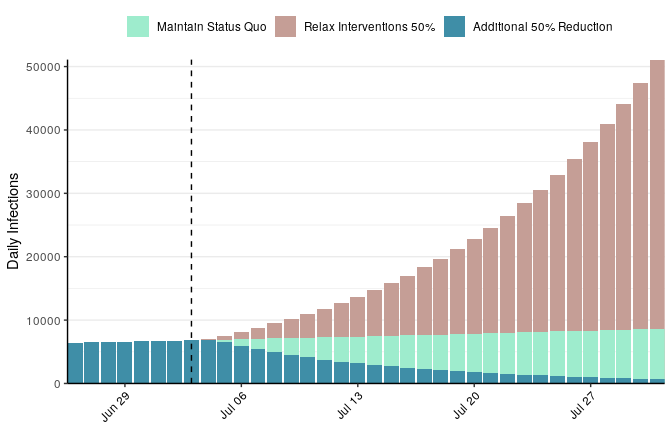 Maintain Status Quo Relax Interventions 50% Additional 50% Reduction
50000
40000
30000
20000
10000
0
Daily Infections
Jun 29 Jul 06 Jul 13 Jul 20 Jul 27